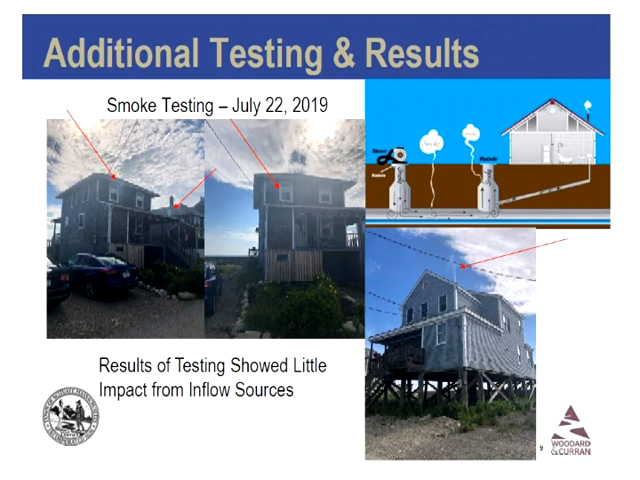 Additional Testing & Results
Smoke Testing – July 22, 2019
Smoke
Results of Testing Showed Little
Impact from Inflow Sources
9
WOODARD
&CURRAN